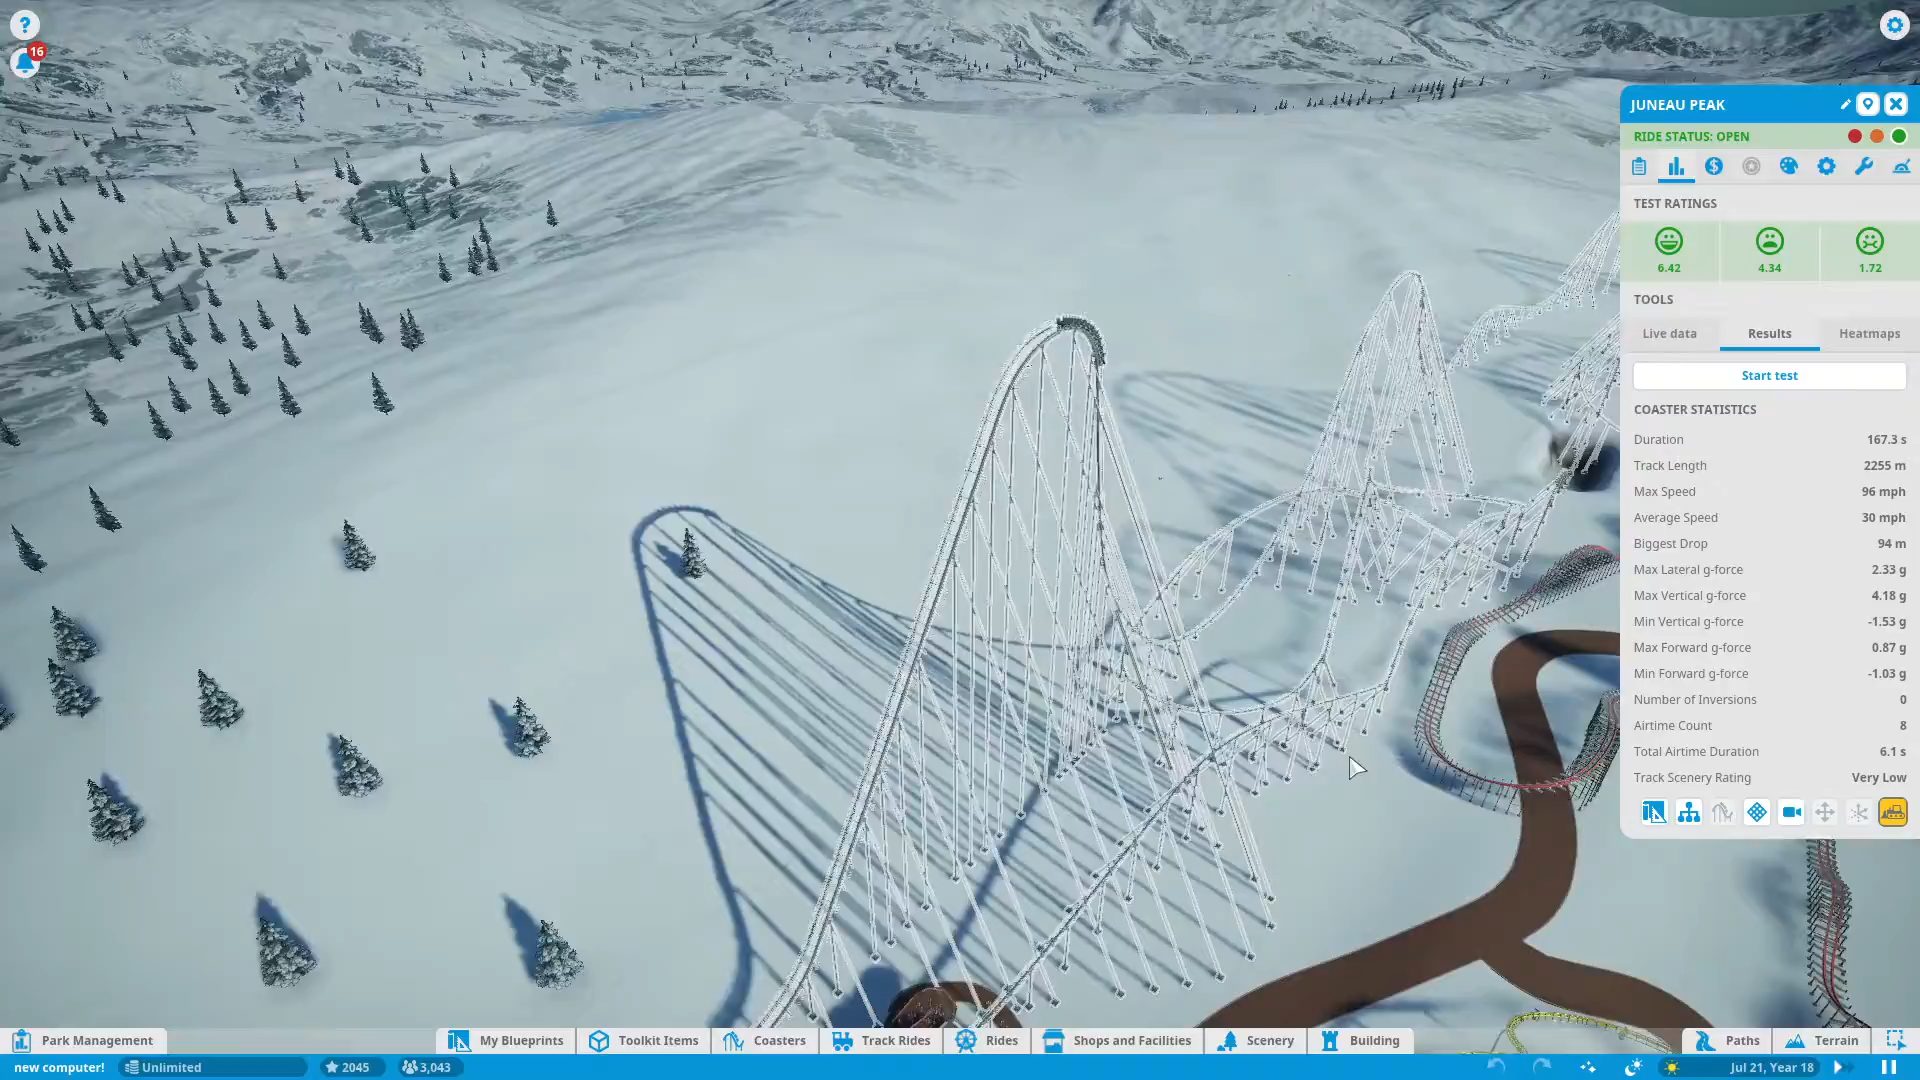 ?
16
JUNEAU PEAK
RIDE STATUS: OPEN
TEST RATINGS
6.42 4.34 1.72
TOOLS
Live data Results Heatmaps
Start test
COASTER STATISTICS
Duration 167.3 s
Track Length 2255 m
Max Speed 96 mph
Average Speed 30 mph
Biggest Drop 94 m
Max Lateral g-force 2.33 g
Max Vertical g-force 4.18 g
Min Vertical g-force -1.53 g
Max Forward g-force 0.87 g
Min Forward g-force -1.03 g
Number of Inversions 0
Airtime Count 8
Total Airtime Duration 6.1 s
Track Scenery Rating Very Low
Park Management My Blueprints Toolkit Items Coasters Track Rides Rides Shops and Facilities Scenery Building Paths Terrain
new computer! Unlimited 2045 3,043 Jul 21, Year 18